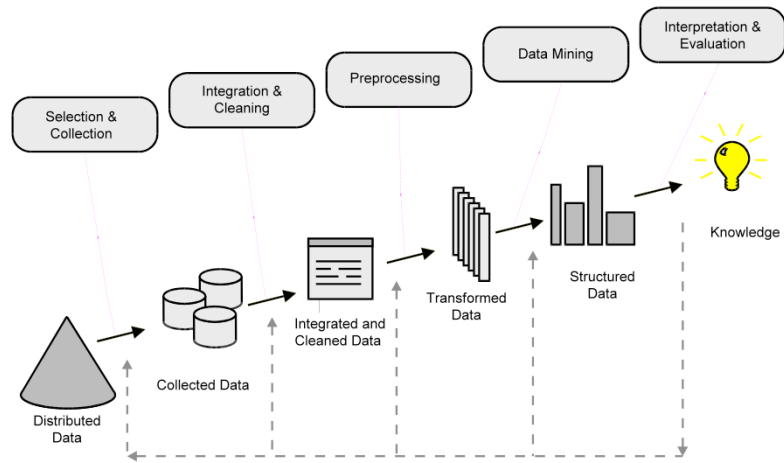 Interpretation &
Evaluation
Data Mining
Preprocessing
Integration &
Cleaning
Selection &
Collection
Knowledge
Structured
Data
Transformed
Data
Integrated and
Cleaned Data
Collected Data
Distributed
Data